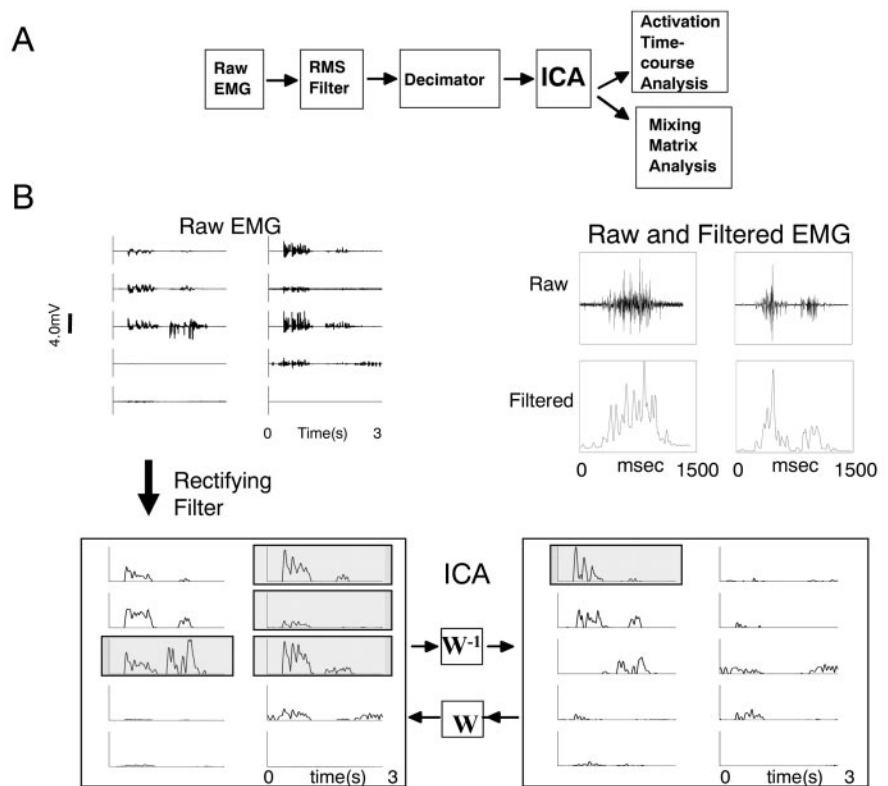 A
Raw
EMG
RMS
Filter
Decimator
ICA
Activation
Time-
course
Analysis
Mixing
Matrix
Analysis
B
Raw EMG
4.0mV
0 Time(s) 3
Raw and Filtered EMG
Raw
Filtered
0 msec 1500
0 msec 1500
Rectifying
Filter
ICA
W-1
W
0 time(s) 3
0 time(s) 3